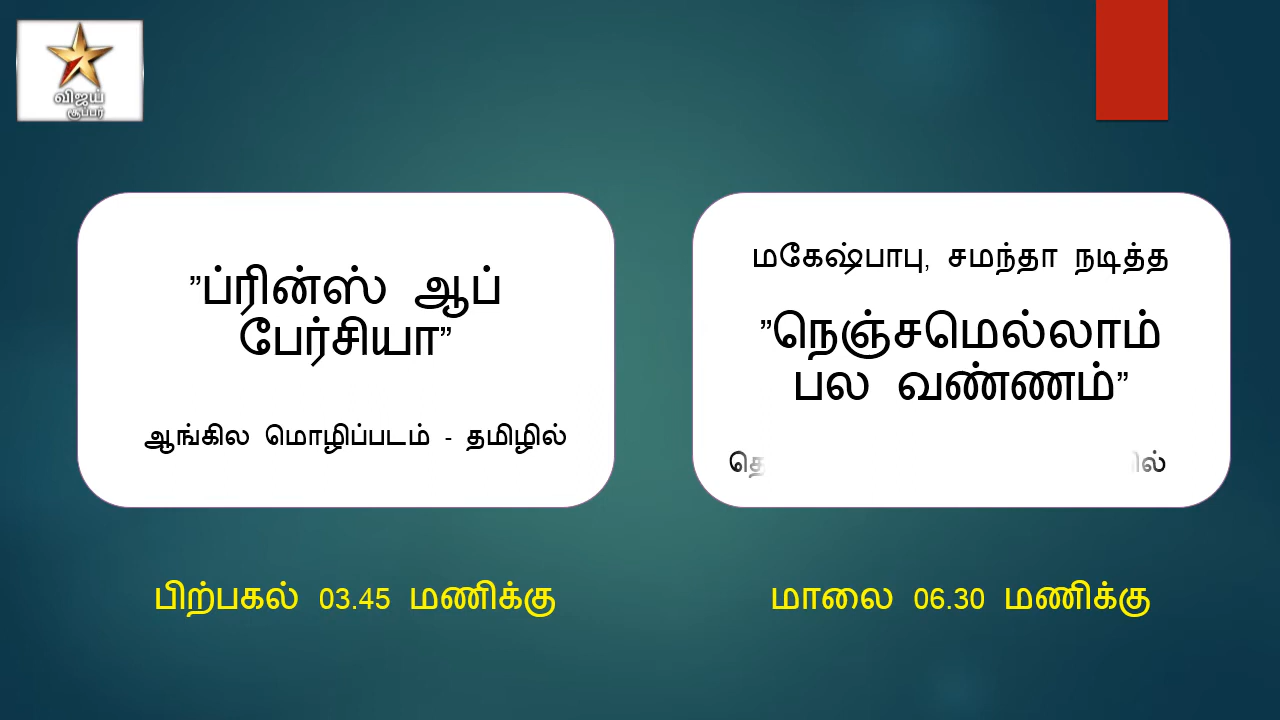 விஜய்
சூப்பர்
”ப்ரின்ஸ் ஆப்
பேர்சியா”
ஆங்கில மொழிப்படம் - தமிழில்
பிற்பகல் 03.45 மணிக்கு
மகேஷ்பாபு, சமந்தா நடித்த
”நெஞ்சமெல்லாம்
பல வண்ணம்”
மாலை 06.30 மணிக்கு